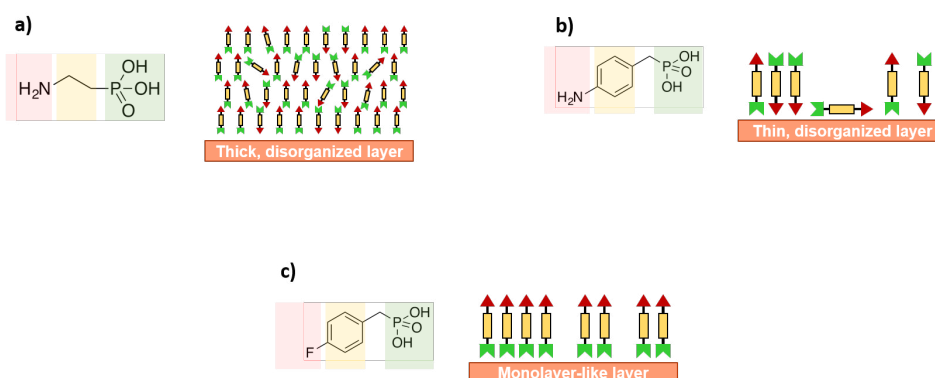 a)
H₂N
P
OH
OH
O
Thick, disorganized layer
b)
H₂N
P
OH
O
OH
Thin, disorganized layer
c)
F
P
OH
O
OH
Monolayer-like layer